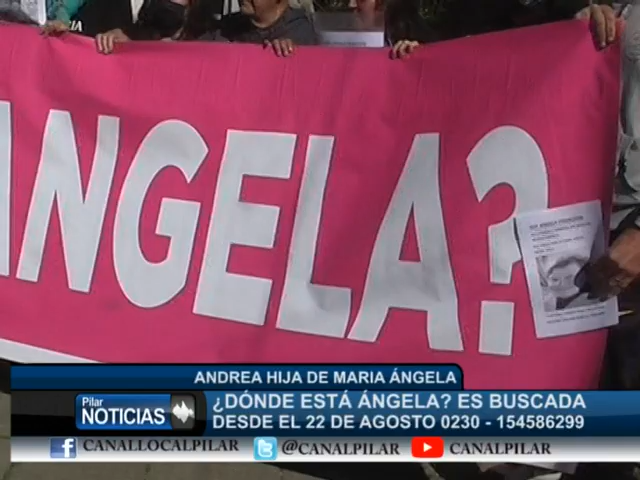 ÁNGELA?
ANDREA HIJA DE MARIA ÁNGELA
Pilar
NOTICIAS
¿DÓNDE ESTÁ ÁNGELA? ES BUSCADA
DESDE EL 22 DE AGOSTO 0230 - 154586299
CANALLOCALPILAR
@CANALPILAR
CANALPILAR